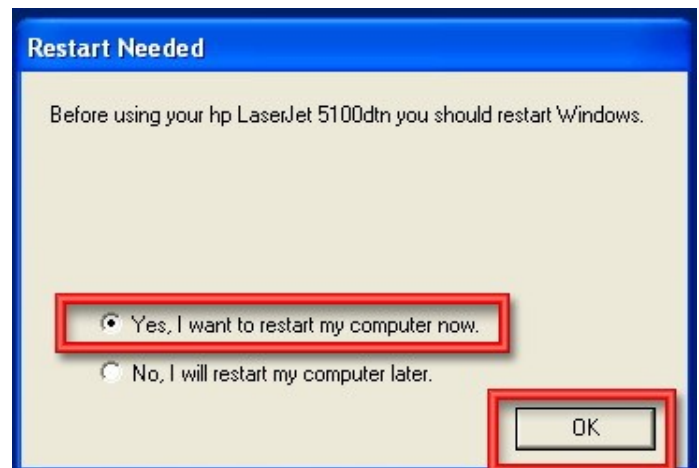 Restart Needed
Before using your hp LaserJet 5100dtn you should restart Windows.
Yes, I want to restart my computer now.
No, I will restart my computer later.
OK